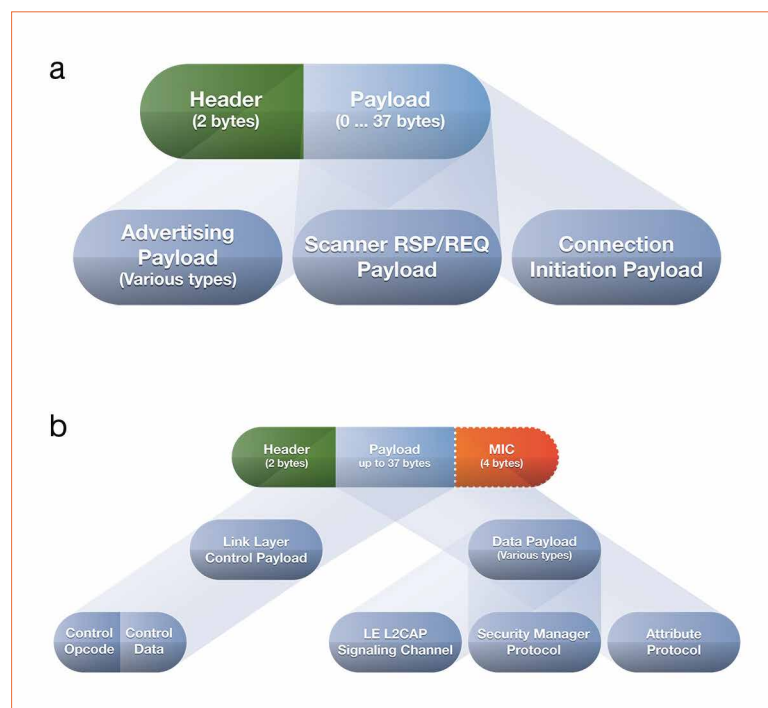 a
Header
(2 bytes)
Payload
(0 ... 37 bytes)
Advertising
Payload
(Various types)
Scanner RSP/REQ
Payload
Connection
Initiation Payload
b
Header
(2 bytes)
Payload
up to 37 bytes
MIC
(4 bytes)
Link Layer
Control Payload
Data Payload
(Various types)
Control
Opcode
Control
Data
LE L2CAP
Signaling Channel
Security Manager
Protocol
Attribute
Protocol